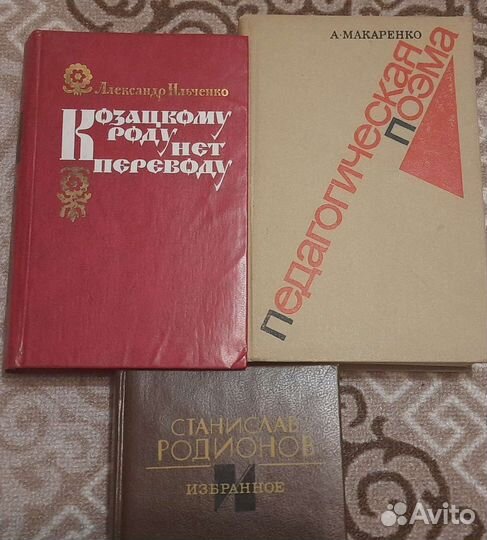 Александр Ильченко
Козацкому
роду
нет
переводу
А·МАКАРЕНКО
Педагогическая
поэма
СТАНИСЛАВ
РОДИОНОВ
ИЗБРАННОЕ
Avito